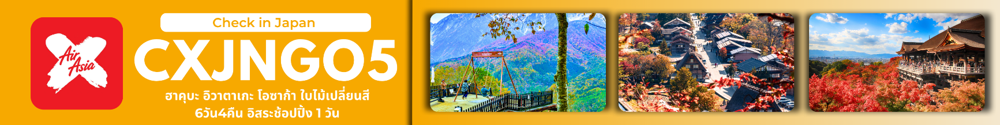 Air
Asia
Check in Japan
CXJNGO5
ฮาคุบะ อิวาตาเกะ โอซาก้า ใบไม้เปลี่ยนสี
6วัน4คืน อิสระช้อปปิ้ง 1 วัน